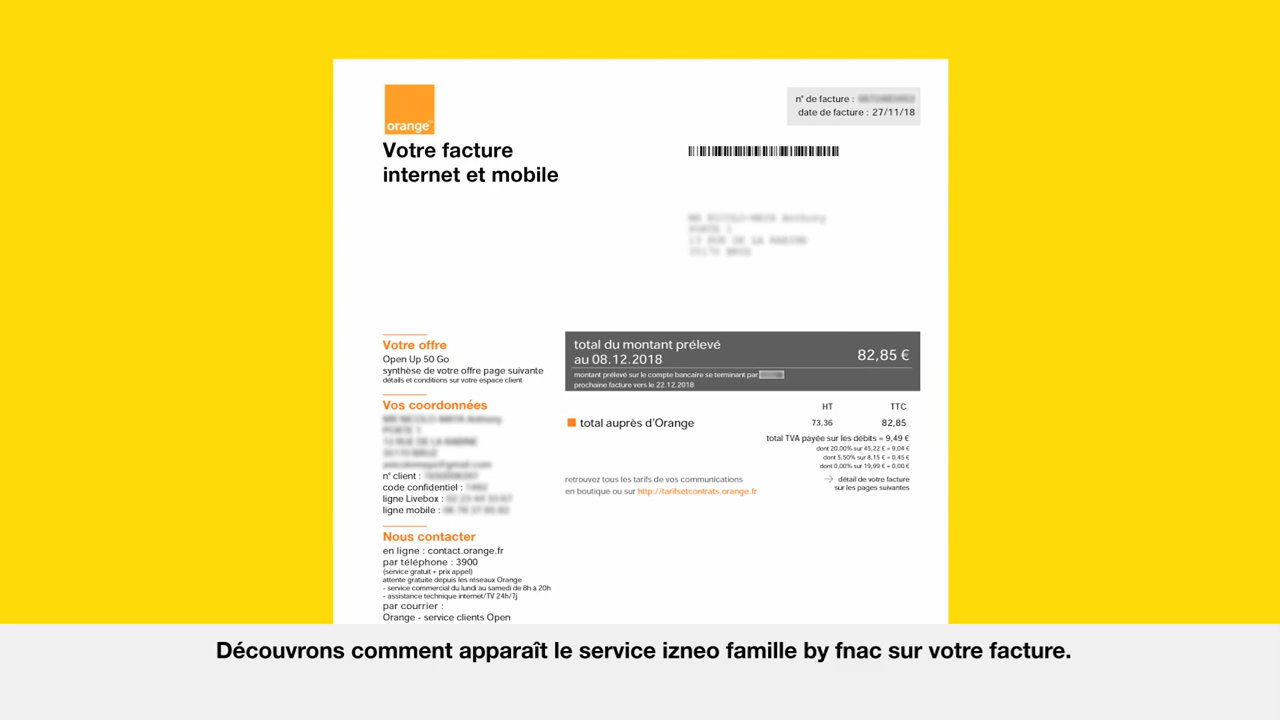 orange™
n° de facture :
date de facture : 27/11/18
Votre facture
internet et mobile
Votre offre
Open Up 50 Go
synthèse de votre offre page suivante
détails et conditions sur votre espace client
Vos coordonnées
n° client :
code confidentiel :
ligne Livebox :
ligne mobile :
Nous contacter
en ligne : contact.orange.fr
par téléphone : 3900
(service gratuit + prix appel)
attente gratuite depuis les réseaux Orange
- service commercial du lundi au samedi de 8h à 20h
- assistance technique internet/TV 24h/7j
par courrier :
Orange - service clients Open
total du montant prélevé
au 08.12.2018
82,85 €
montant prélevé sur le compte bancaire se terminant par
prochaine facture vers le 22.12.2018
HT TTC
total auprès d'Orange 73,36 82,85
total TVA payée sur les débits = 9,49 €
dont 20,00% sur 45,22 € = 9,04 €
dont 5,50% sur 8,15 € = 0,45 €
dont 0,00% sur 19,99 € = 0,00 €
→ détail de votre facture
sur les pages suivantes
retrouvez tous les tarifs de vos communications
en boutique ou sur http://tarifsetcontrats.orange.fr
Découvrons comment apparaît le service izneo famille by fnac sur votre facture.